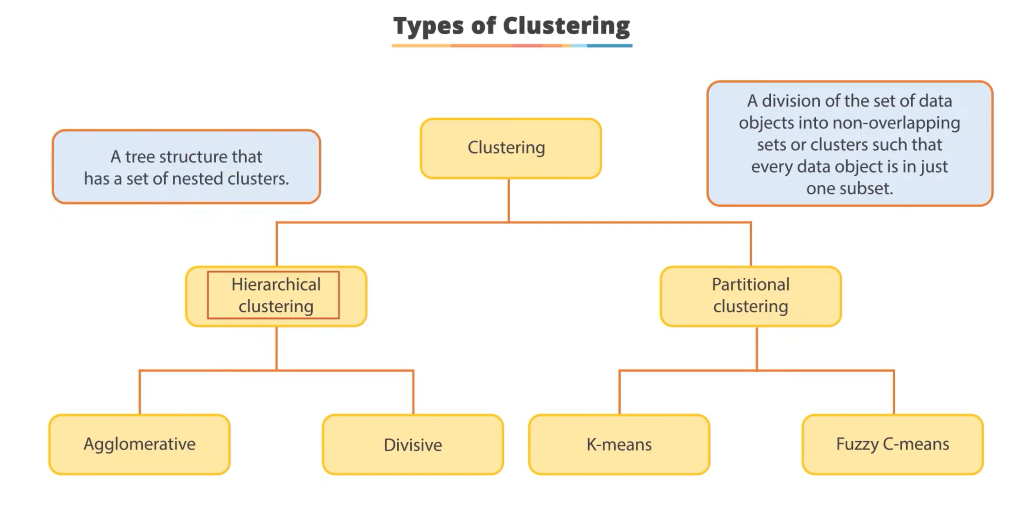 Types of Clustering
A tree structure that
has a set of nested clusters.
Clustering
A division of the set of data
objects into non-overlapping
sets or clusters such that
every data object is in just
one subset.
Hierarchical
clustering
Partitional
clustering
Agglomerative
Divisive
K-means
Fuzzy C-means